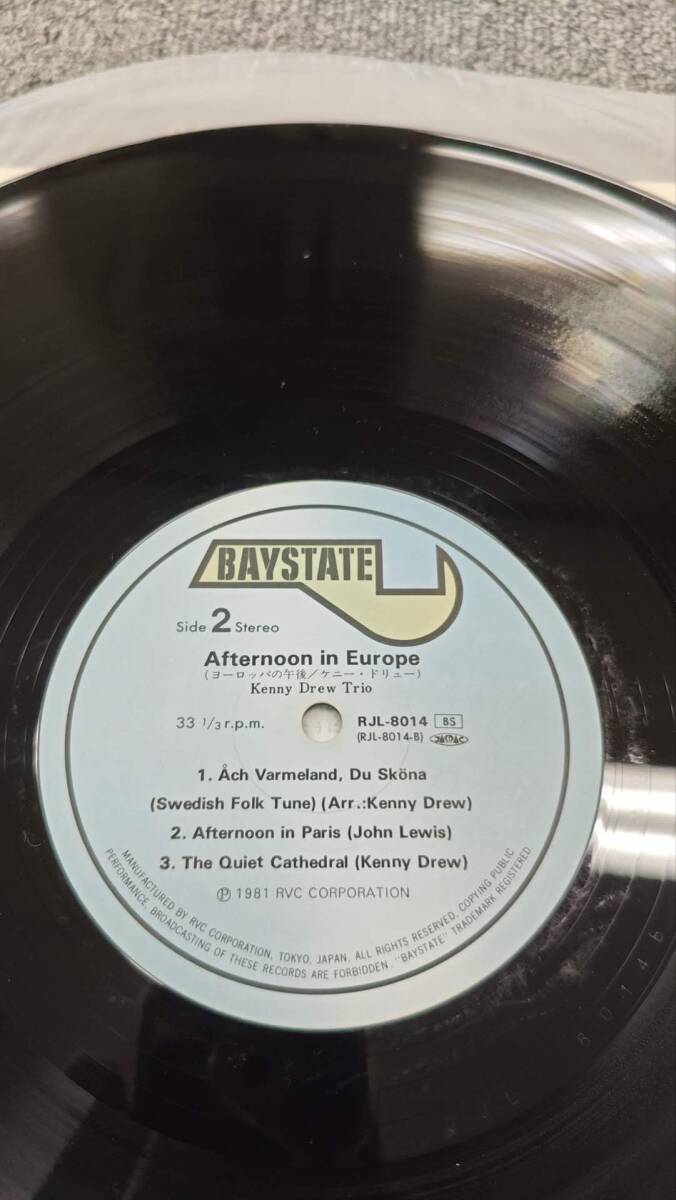 BAYSTATE
Side 2 Stereo
Afternoon in Europe
(ヨーロッパの午後/ケニー・ドリュー)
Kenny Drew Trio
33 1/3 r.p.m.
RJL-8014 BS
(RJL-8014-B)
1. Åch Varmeland, Du Sköna
(Swedish Folk Tune) (Arr.:Kenny Drew)
2. Afternoon in Paris (John Lewis)
3. The Quiet Cathedral (Kenny Drew)
Ⓟ 1981 RVC CORPORATION
MANUFACTURED BY RVC CORPORATION, TOKYO, JAPAN. ALL RIGHTS RESERVED. COPYING PUBLIC
PERFORMANCE, BROADCASTING OF THESE RECORDS ARE FORBIDDEN. "BAYSTATE" TRADEMARK REGISTERED